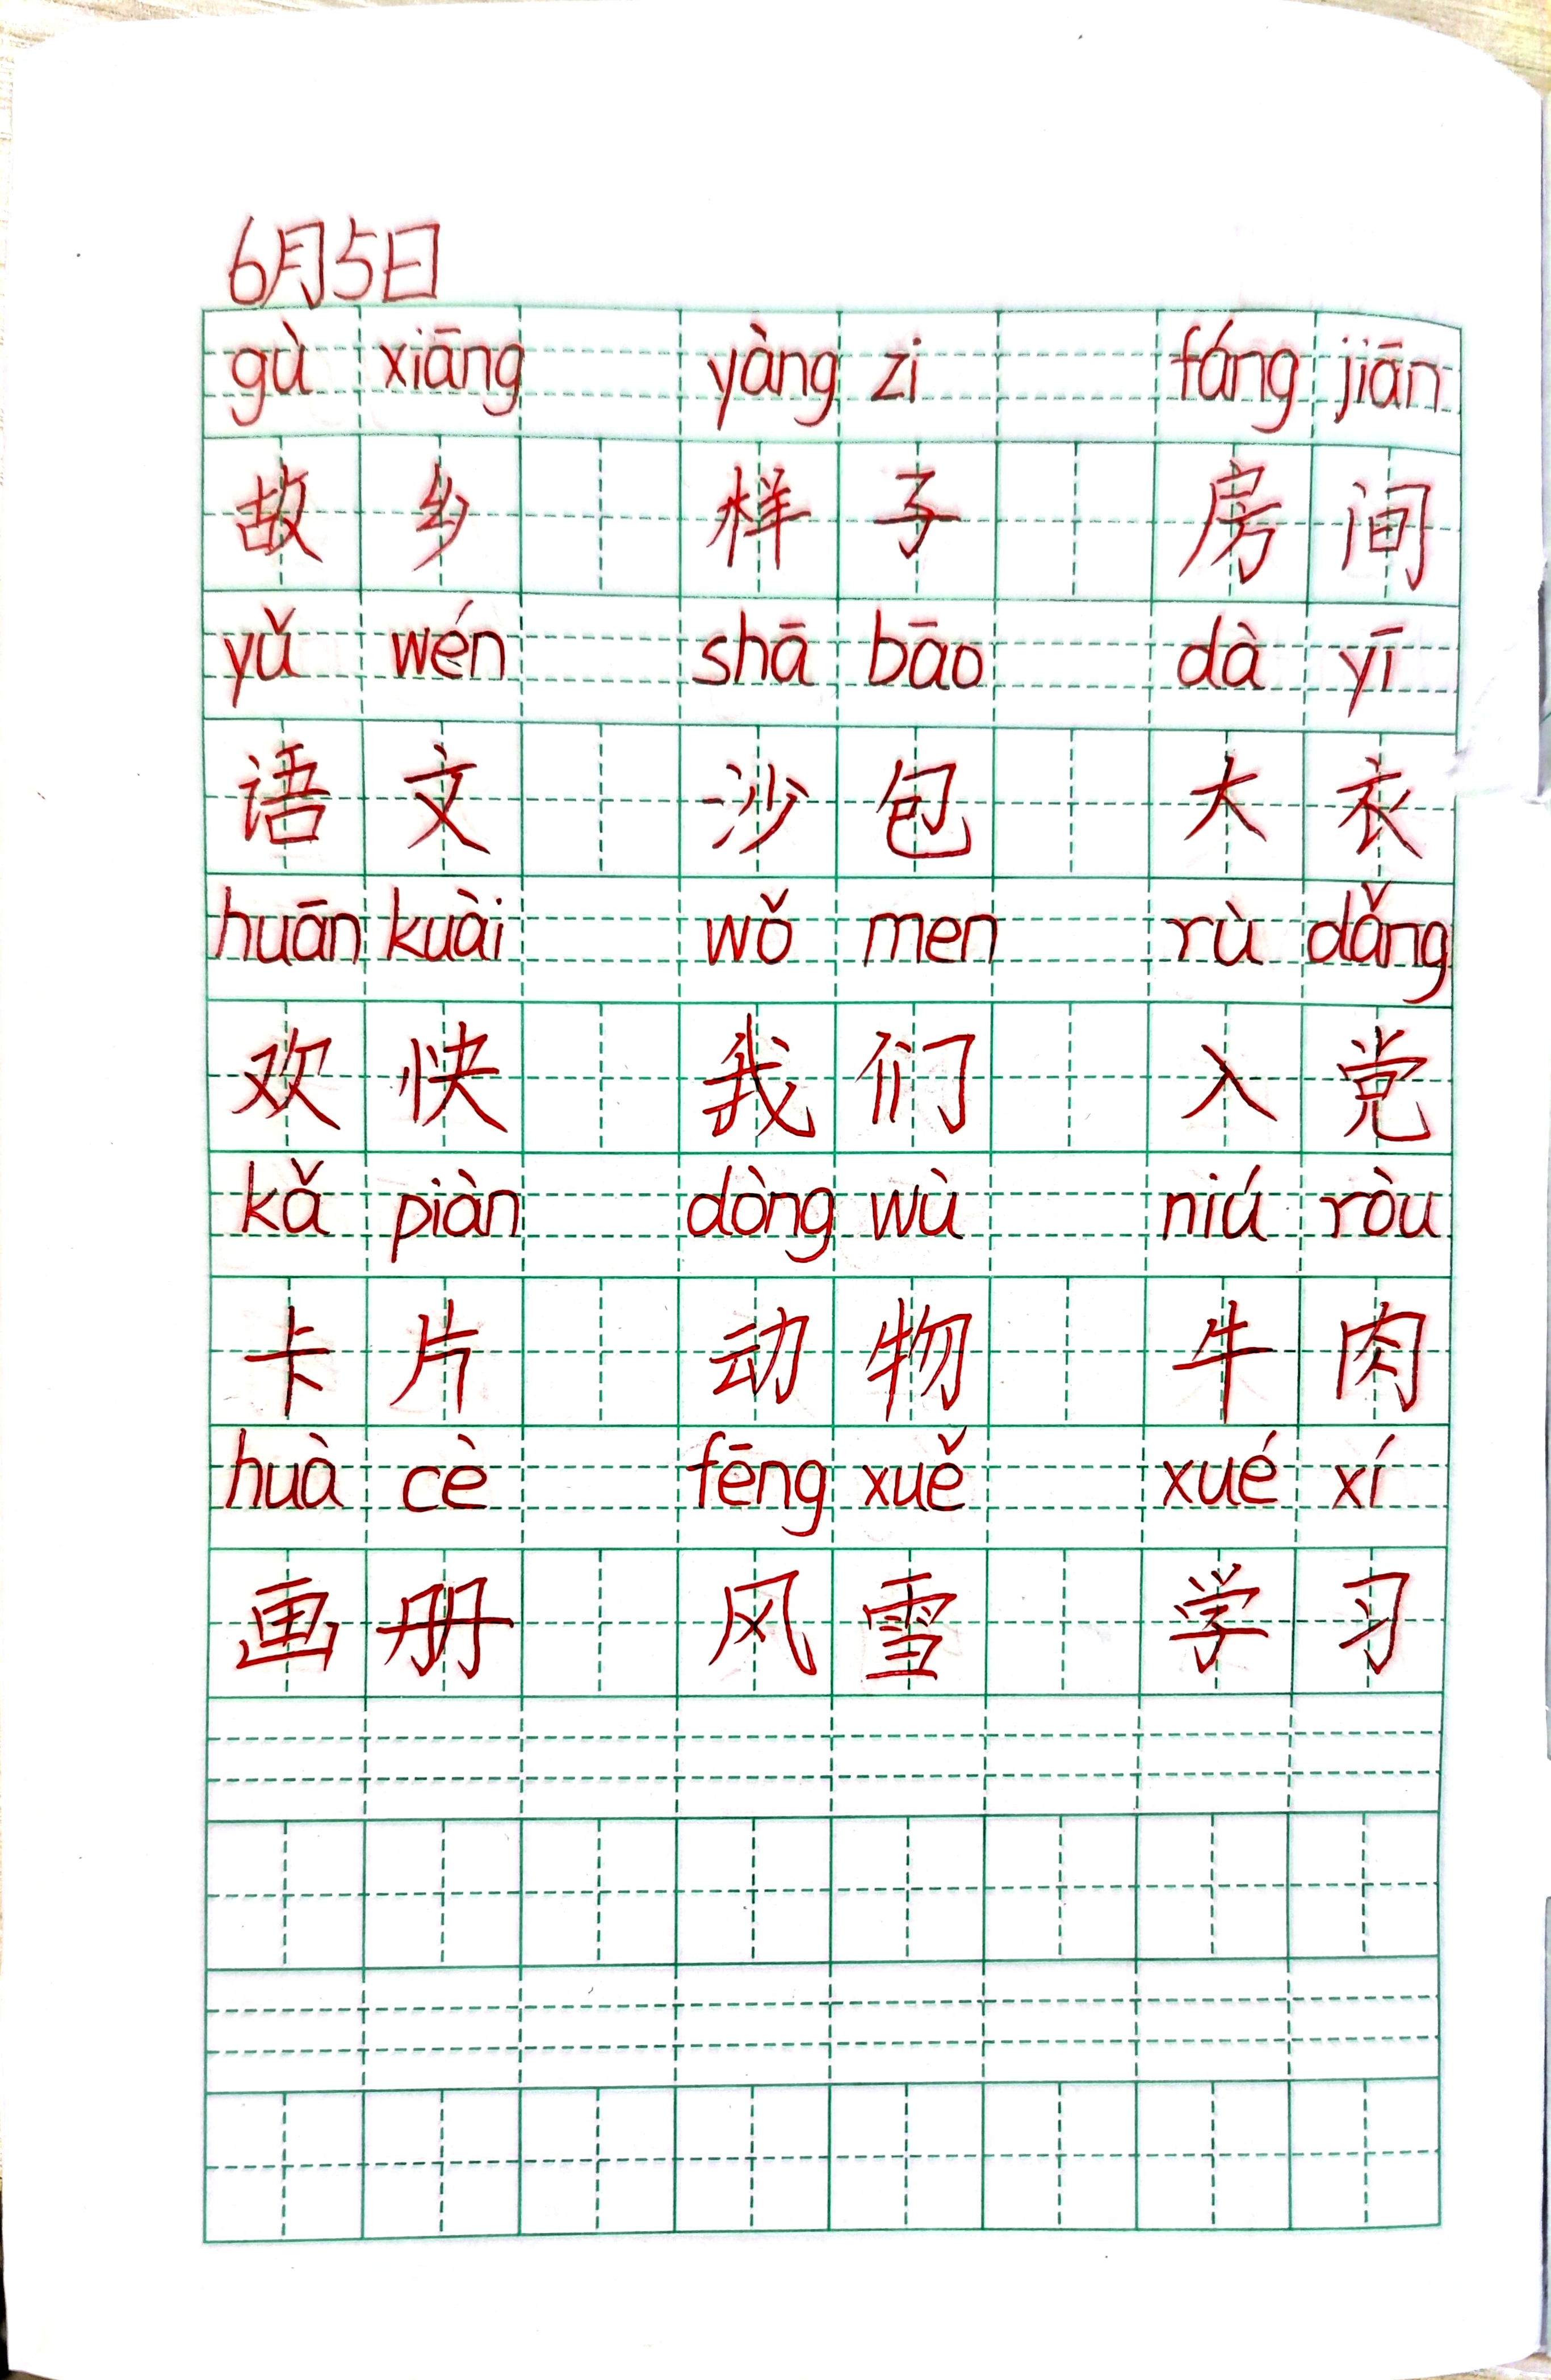 6月5日
gù xiāng yàng zi fáng jiān
故乡 样子 房间
yǔ wén shā bāo dà yī
语文 沙包 大衣
huān kuài wǒ men rù dǎng
欢快 我们 入党
kǎ piàn dòng wù niú ròu
卡片 动物 牛肉
huà cè fēng xuě xué xí
画册 风雪 学习